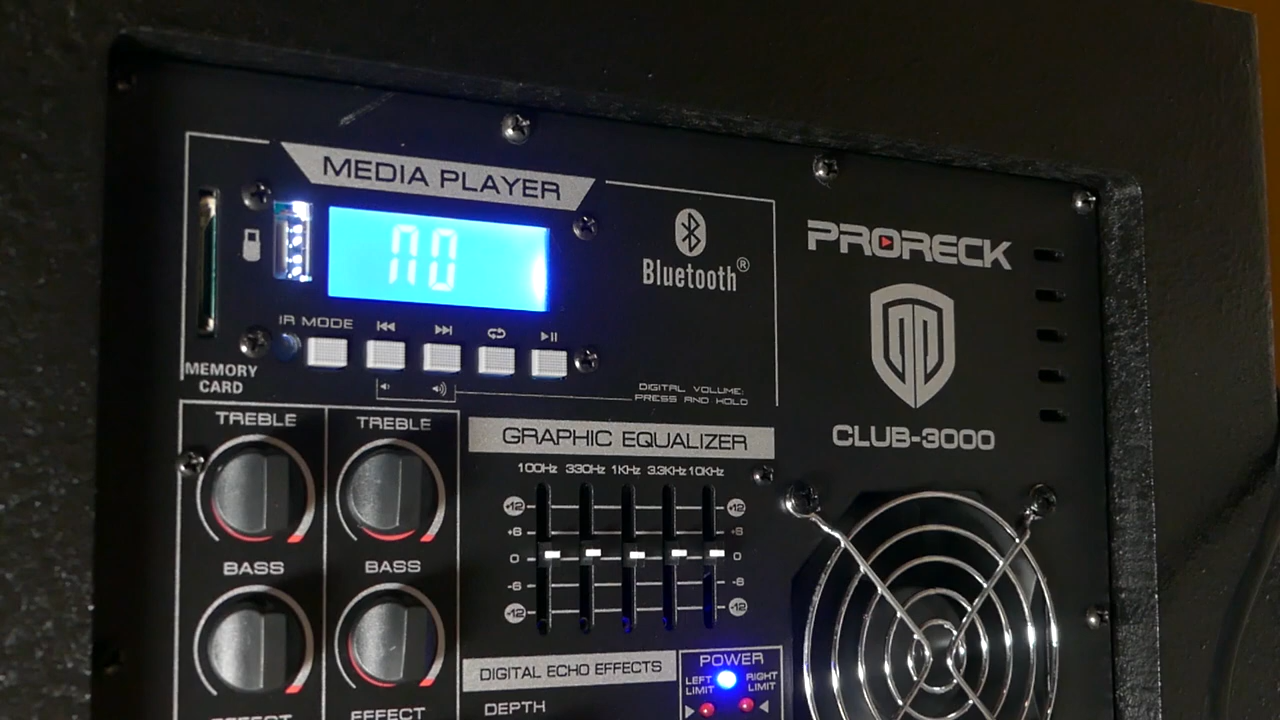 MEDIA PLAYER
no
Bluetooth®
PRORECK
IR MODE
MEMORY
CARD
DIGITAL VOLUME:
PRESS AND HOLD
CLUB-3000
TREBLE
TREBLE
GRAPHIC EQUALIZER
100Hz 330Hz 1KHz 3.3KHz 10KHz
+12 +12
+6 +6
0 0
-6 -6
-12 -12
BASS
BASS
DIGITAL ECHO EFFECTS
POWER
LEFT
LIMIT
RIGHT
LIMIT
DEPTH
EFFECT
EFFECT